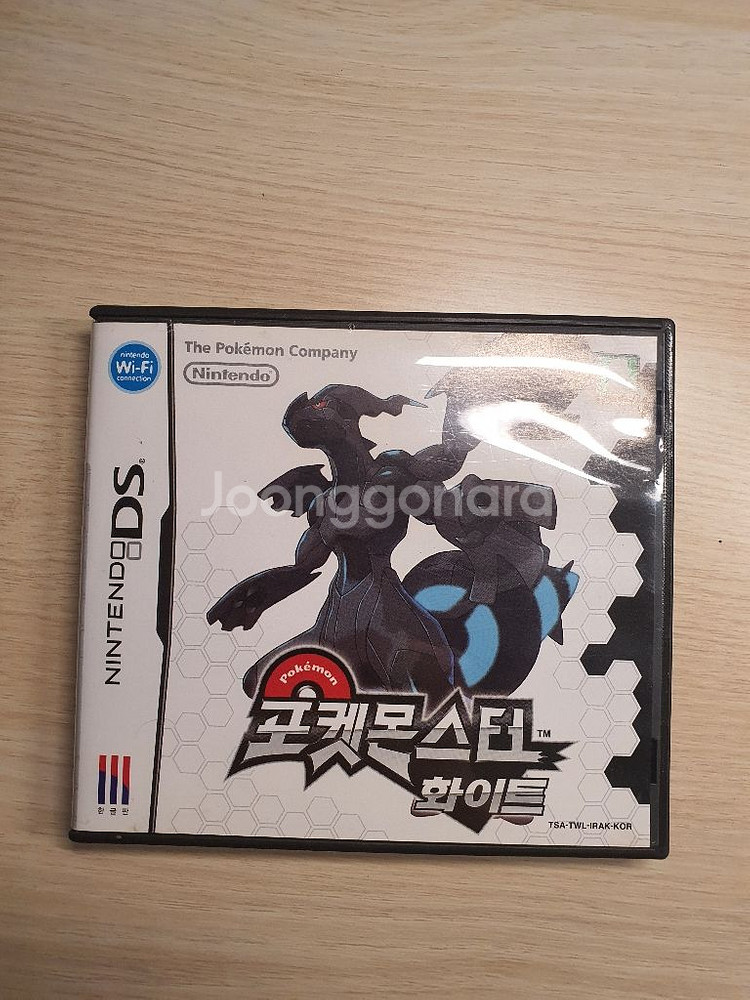 nintendo
Wi-Fi
connection
NINTENDO DS®
한글판
The Pokémon Company
Nintendo®
Joonggonara
Pokémon
포켓몬스터™
화이트
TSA-TWL-IRAK-KOR